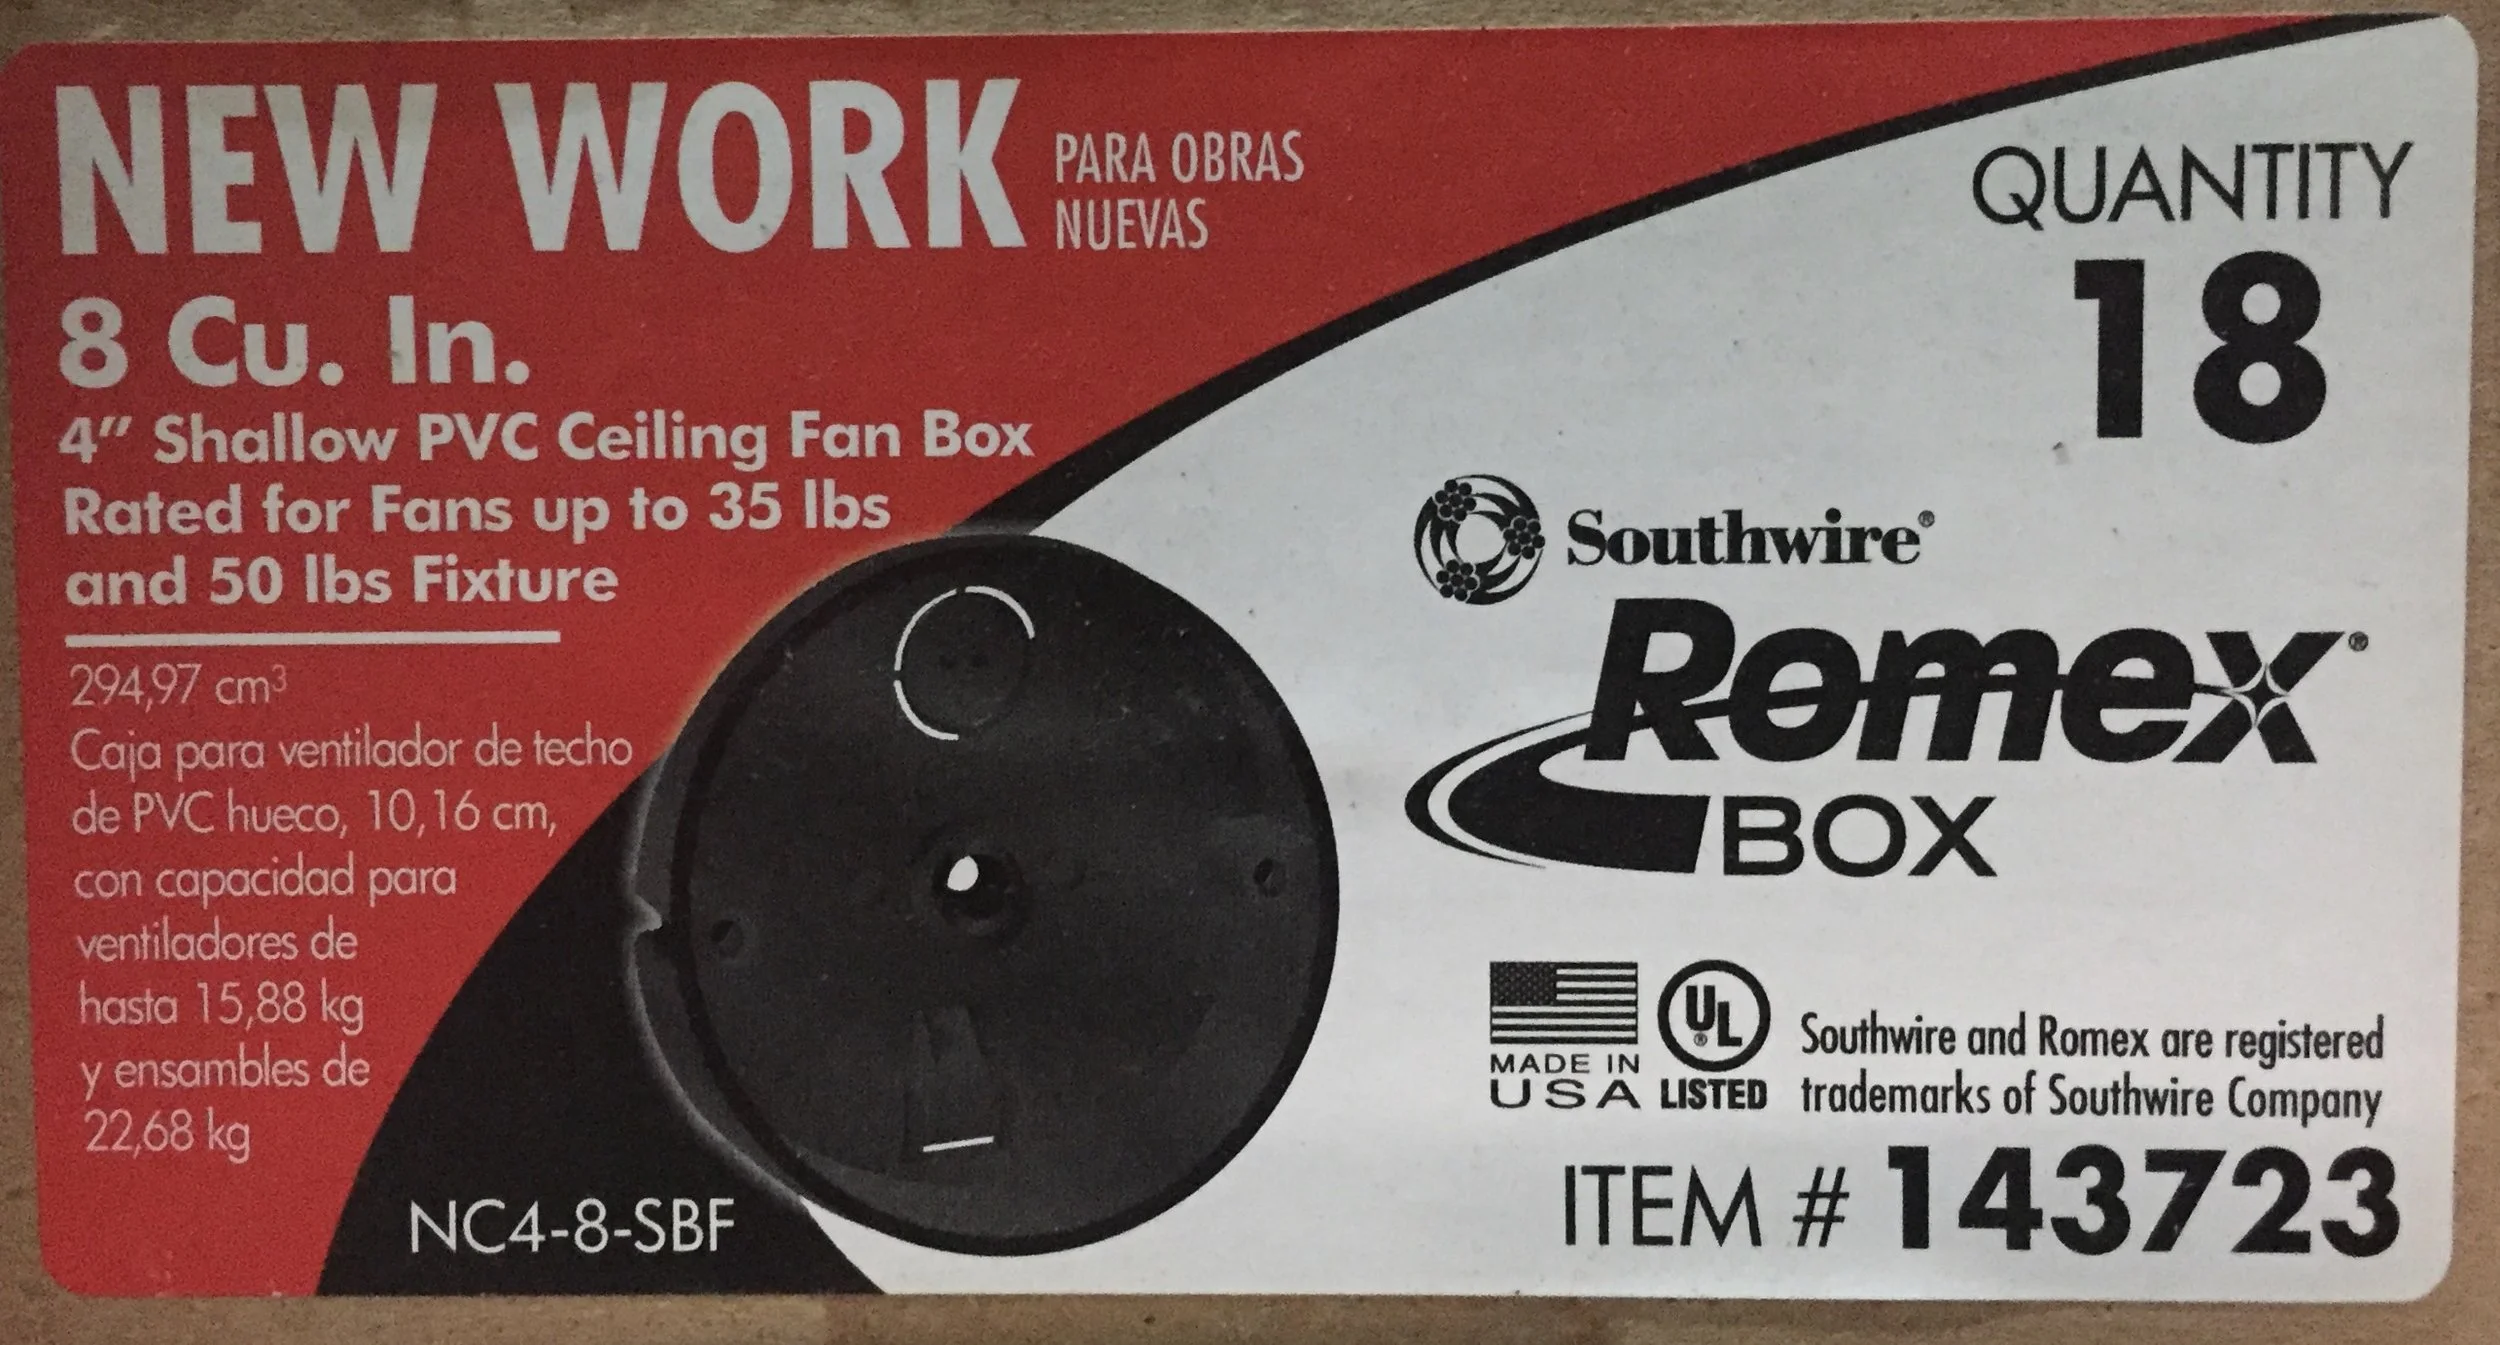 NEW WORK
PARA OBRAS
NUEVAS
8 Cu. In.
4" Shallow PVC Ceiling Fan Box
Rated for Fans up to 35 lbs
and 50 lbs Fixture
294,97 cm³
Caja para ventilador de techo
de PVC hueco, 10,16 cm,
con capacidad para
ventiladores de
hasta 15,88 kg
y ensambles de
22,68 kg
NC4-8-SBF
QUANTITY
18
Southwire®
Romex®
BOX
MADE IN
USA
UL®
LISTED
Southwire and Romex are registered
trademarks of Southwire Company
ITEM # 143723